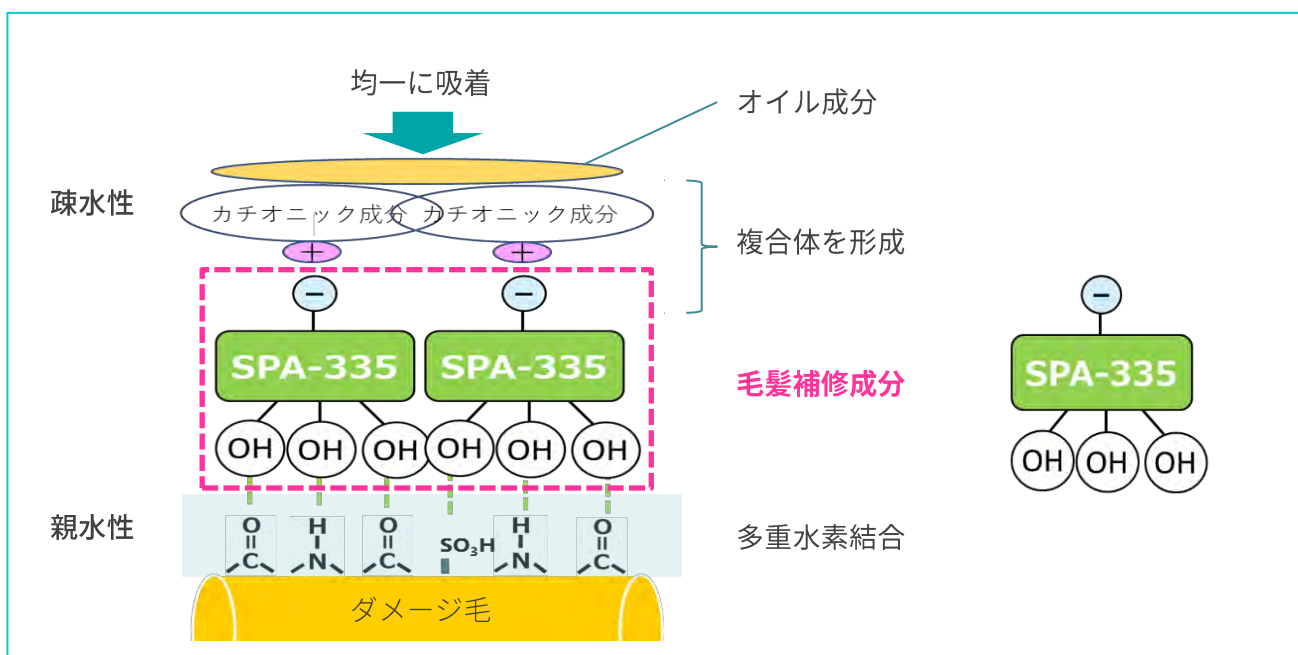 均一に吸着
オイル成分
疎水性
カチオニック成分 カチオニック成分
複合体を形成
+ +
− −
−
SPA-335 SPA-335
SPA-335
毛髪補修成分
OH OH OH OH OH OH
OH OH OH
親水性
O H O SO₃H H O
C N C N C
多重水素結合
ダメージ毛